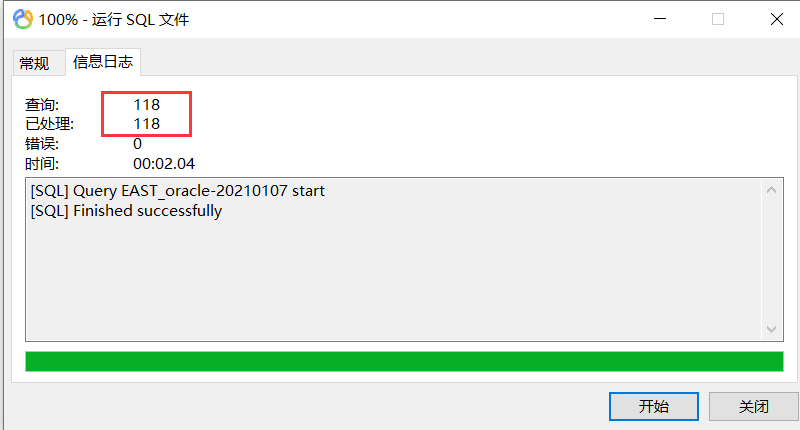 100% - 运行 SQL 文件
常规 信息日志
查询: 118
已处理: 118
错误: 0
时间: 00:02.04
[SQL] Query EAST_oracle-20210107 start
[SQL] Finished successfully
开始 关闭